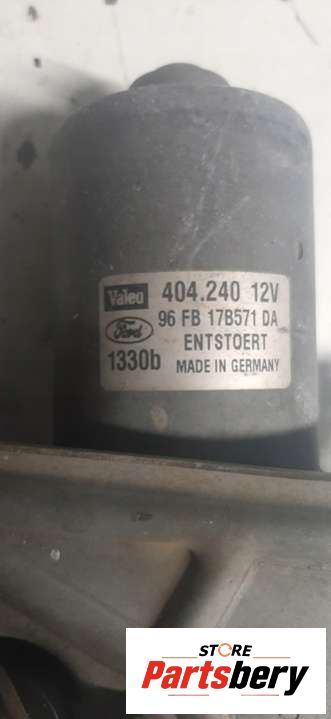 Valeo 404.240 12V
Ford 96 FB 17B571 DA
ENTSTOERT
1330b MADE IN GERMANY
STORE
Partsbery